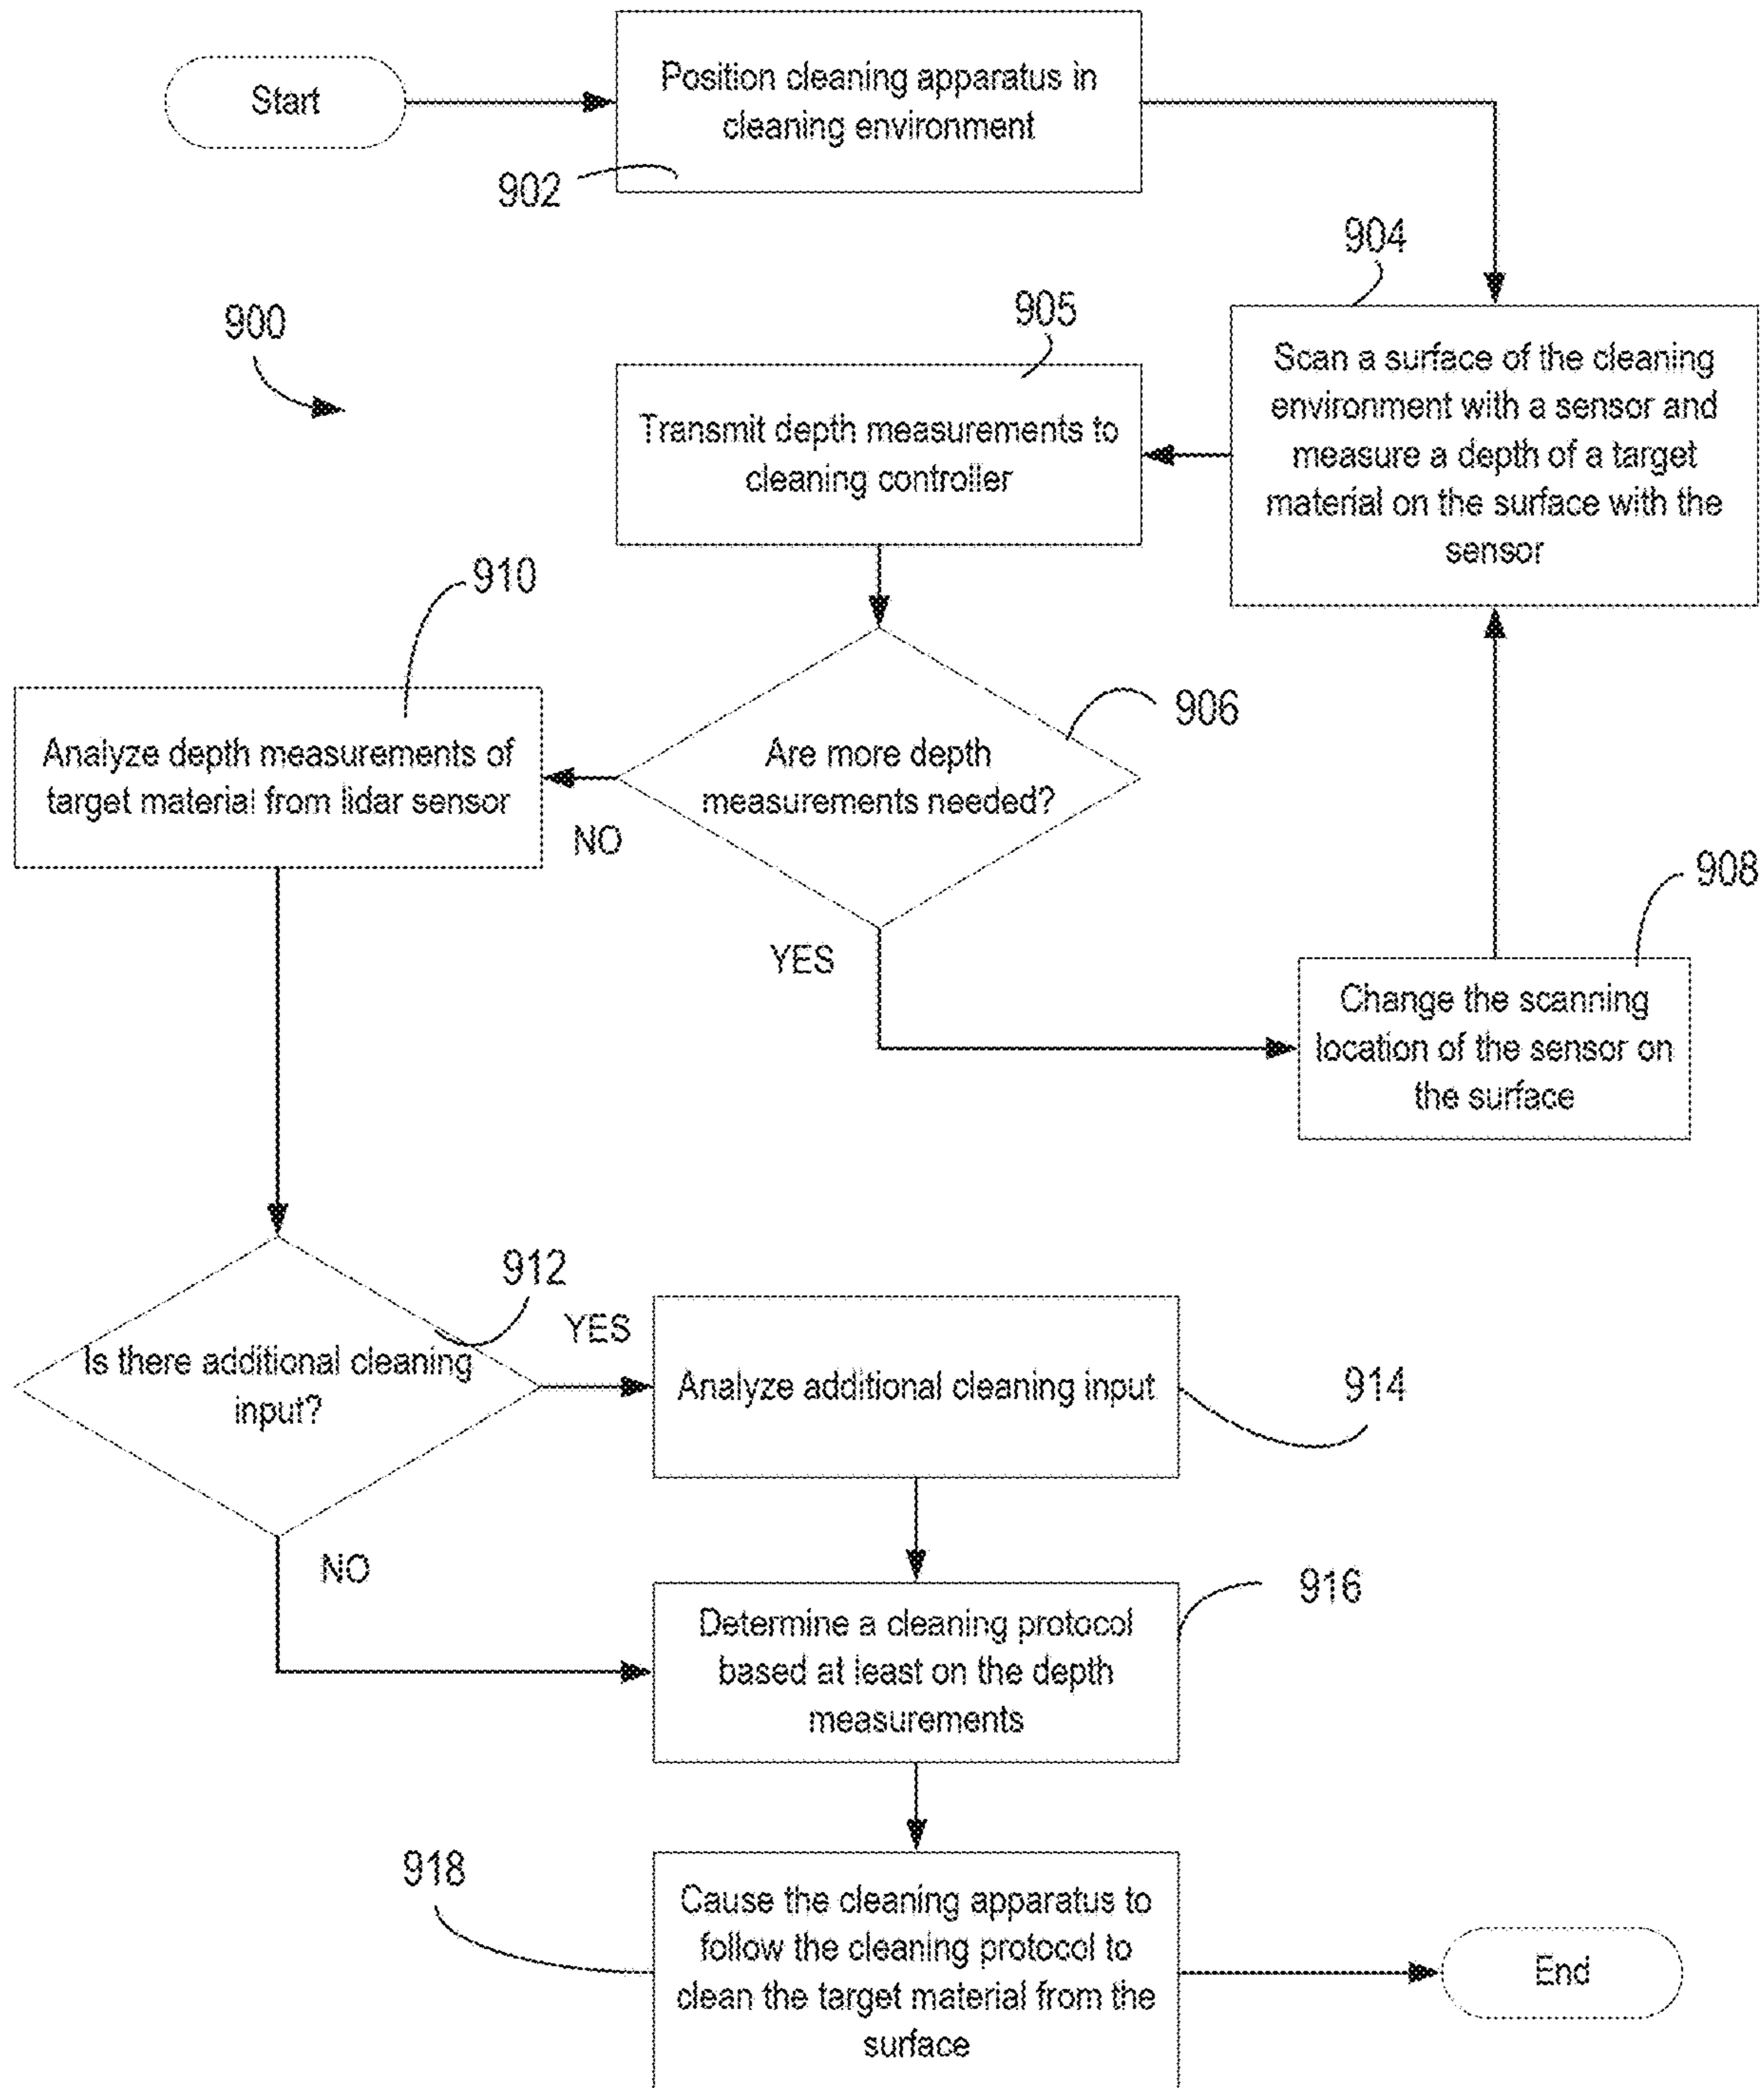 Start
Position cleaning apparatus in
cleaning environment
902
904
900
905
Scan a surface of the cleaning
environment with a sensor and
measure a depth of a target
material on the surface with the
sensor
Transmit depth measurements to
cleaning controller
910
906
Analyze depth measurements of
target material from lidar sensor
Are more depth
measurements needed?
NO
YES
908
Change the scanning
location of the sensor on
the surface
912
YES
Is there additional cleaning
input?
Analyze additional cleaning input
914
NO
916
Determine a cleaning protocol
based at least on the depth
measurements
918
Cause the cleaning apparatus to
follow the cleaning protocol to
clean the target material from the
surface
End